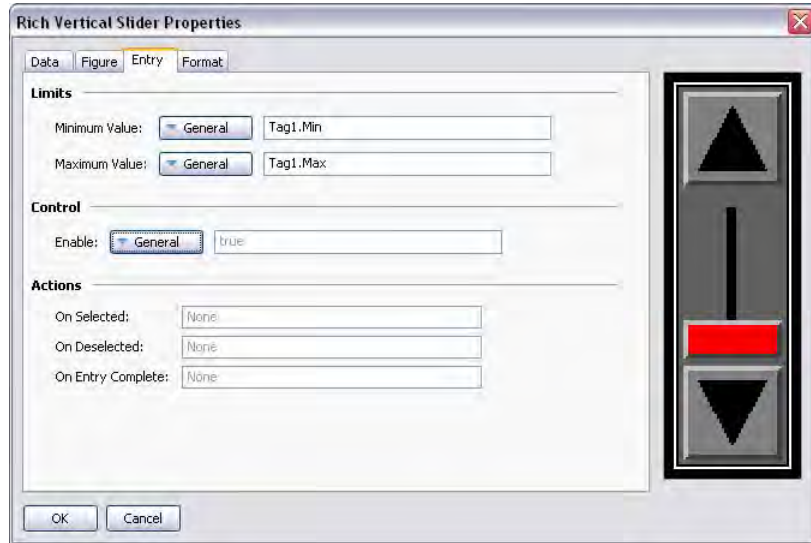 Rich Vertical Slider Properties
Data Figure Entry Format
Limits
Minimum Value: General Tag1.Min
Maximum Value: General Tag1.Max
Control
Enable: General true
Actions
On Selected: None
On Deselected: None
On Entry Complete: None
OK Cancel